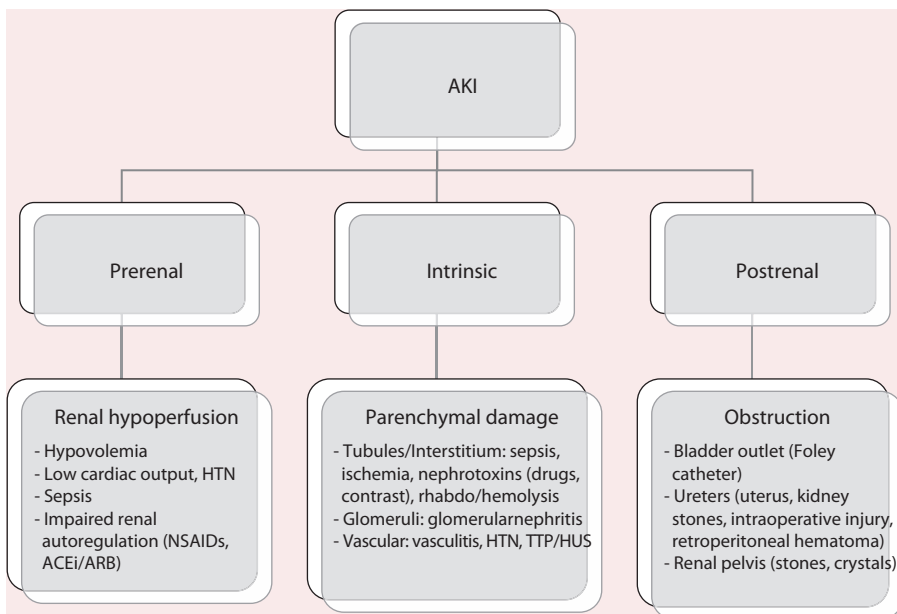 AKI
Prerenal
Intrinsic
Postrenal
Renal hypoperfusion
- Hypovolemia
- Low cardiac output, HTN
- Sepsis
- Impaired renal
autoregulation (NSAIDs,
ACEi/ARB)
Parenchymal damage
- Tubules/Interstitium: sepsis,
ischemia, nephrotoxins (drugs,
contrast), rhabdo/hemolysis
- Glomeruli: glomerularnephritis
- Vascular: vasculitis, HTN, TTP/HUS
Obstruction
- Bladder outlet (Foley
catheter)
- Ureters (uterus, kidney
stones, intraoperative injury,
retroperitoneal hematoma)
- Renal pelvis (stones, crystals)